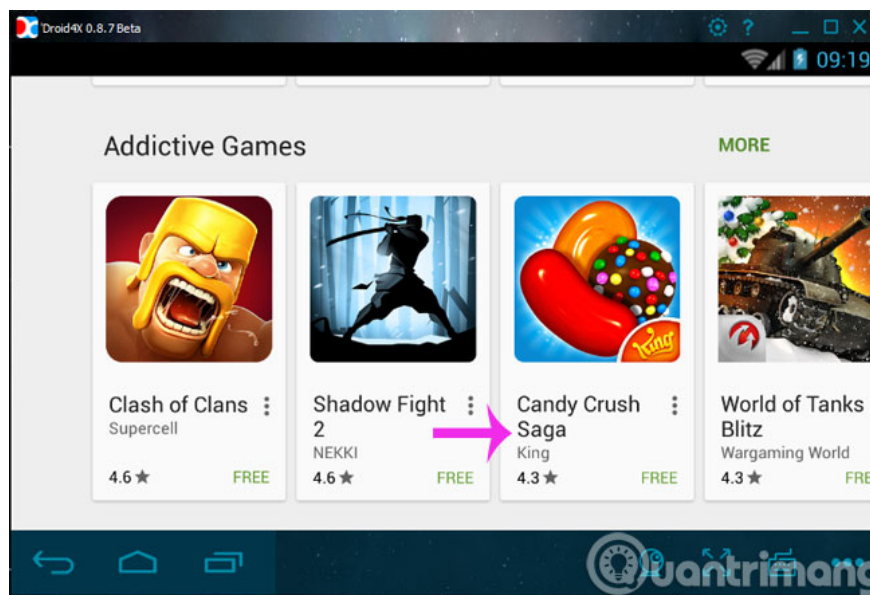 Droid4X 0.8.7 Beta
?
09:19
Addictive Games
MORE
King
Clash of Clans
Supercell
4.6★ FREE
Shadow Fight
2
NEKKI
4.6★ FREE
Candy Crush
Saga
King
4.3★ FREE
World of Tanks
Blitz
Wargaming World
4.3★ FRE
Quantrimang